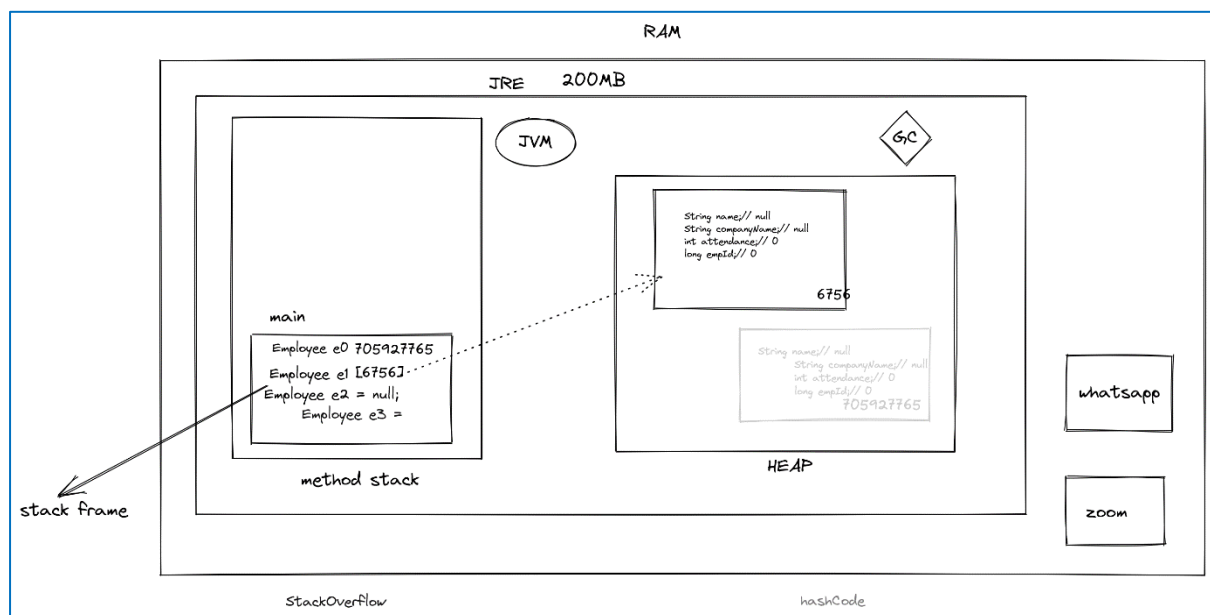 RAM
JRE 200MB
JVM
GC
String name;// null
String companyName;// null
int attendance;// 0
long empId;// 0
6756
main
Employee e0 705927765
Employee e1 [6756]
Employee e2 = null;
Employee e3 =
method stack
stack frame
String name;// null
String companyName;// null
int attendance;// 0
long empId;// 0
705927765
HEAP
whatsapp
zoom
StackOverflow
hashCode